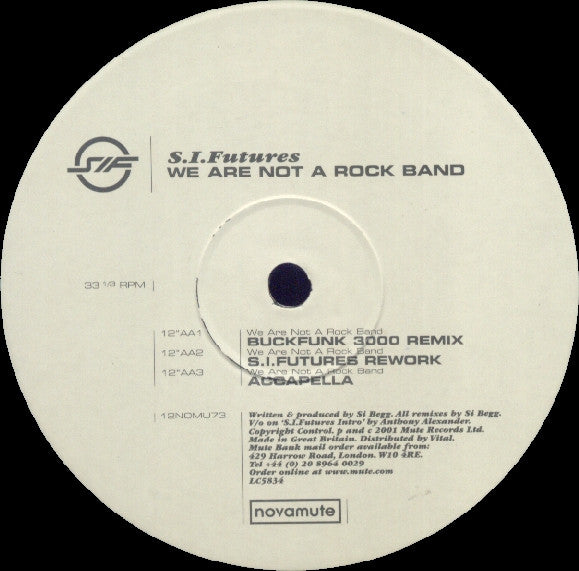 SIF
S.I.Futures
WE ARE NOT A ROCK BAND
33 1/3 RPM
12"AA1 We Are Not A Rock Band
BUCKFUNK 3000 REMIX
12"AA2 We Are Not A Rock Band
S.I.FUTURES REWORK
12"AA3 We Are Not A Rock Band
ACCAPELLA
12NOMU73
Written & produced by Si Begg. All remixes by Si Begg.
V/o on 'S.I.Futures Intro' by Anthony Alexander.
Copyright Control. p and c 2001 Mute Records Ltd.
Made in Great Britain. Distributed by Vital.
Mute Bank mail order available from:
429 Harrow Road, London. W10 4RE.
Tel +44 (0) 20 8964 0029
Order online at www.mute.com
LC5834
novamute